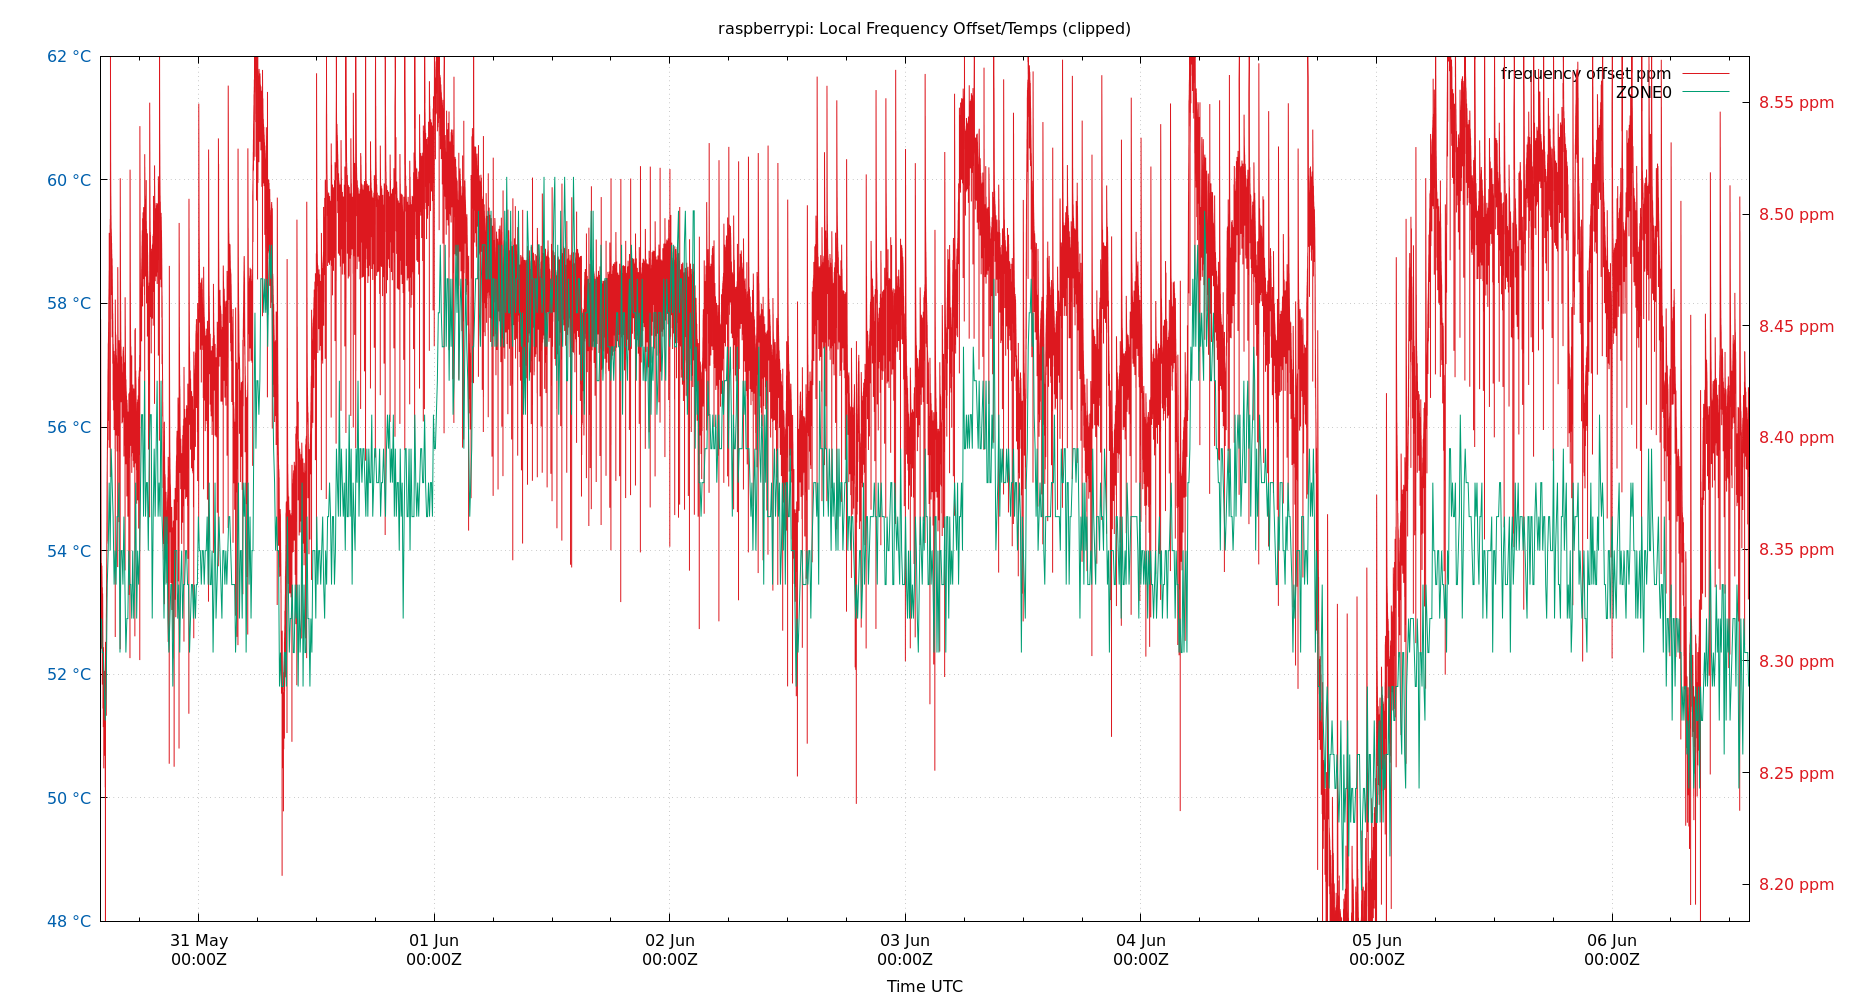 raspberrypi: Local Frequency Offset/Temps (clipped)
62 °C
60 °C
58 °C
56 °C
54 °C
52 °C
50 °C
48 °C
frequency offset ppm
ZONE0
8.55 ppm
8.50 ppm
8.45 ppm
8.40 ppm
8.35 ppm
8.30 ppm
8.25 ppm
8.20 ppm
31 May
00:00Z
01 Jun
00:00Z
02 Jun
00:00Z
03 Jun
00:00Z
04 Jun
00:00Z
05 Jun
00:00Z
06 Jun
00:00Z
Time UTC